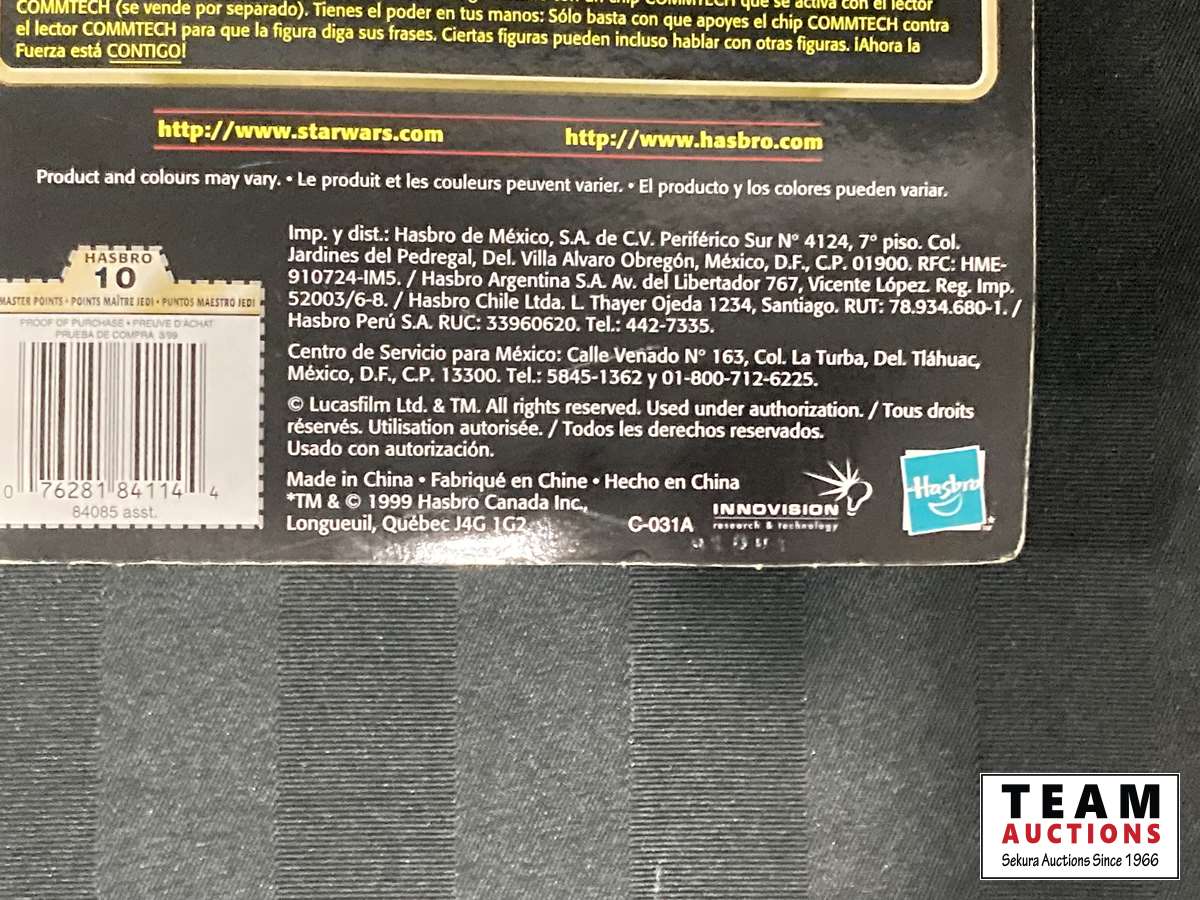 COMMTECH (se vende por separado). Tienes el poder en tus manos: Sólo basta con que apoyes el chip COMMTECH contra
el lector COMMTECH para que la figura diga sus frases. Ciertas figuras pueden incluso hablar con otras figuras. ¡Ahora la
Fuerza está CONTIGO!
http://www.starwars.com
http://www.hasbro.com
Product and colours may vary. • Le produit et les couleurs peuvent varier. • El producto y los colores pueden variar.
HASBRO
10
MASTER POINTS • POINTS MAÎTRE JEDI • PUNTOS MAESTRO JEDI
PROOF OF PURCHASE • PREUVE D'ACHAT
PRUEBA DE COMPRA 8/99
0 76281 84114 4
84085 asst.
Imp. y dist.: Hasbro de México, S.A. de C.V. Periférico Sur N° 4124, 7° piso. Col.
Jardines del Pedregal, Del. Villa Alvaro Obregón, México, D.F., C.P. 01900. RFC: HME-
910724-IM5. / Hasbro Argentina S.A. Av. del Libertador 767, Vicente López. Reg. Imp.
52003/6-8. / Hasbro Chile Ltda. L. Thayer Ojeda 1234, Santiago. RUT: 78.934.680-1. /
Hasbro Perú S.A. RUC: 33960620. Tel.: 442-7335.
Centro de Servicio para México: Calle Venado N° 163, Col. La Turba, Del. Tláhuac,
México, D.F., C.P. 13300. Tel.: 5845-1362 y 01-800-712-6225.
© Lucasfilm Ltd. & TM. All rights reserved. Used under authorization. / Tous droits
réservés. Utilisation autorisée. / Todos los derechos reservados.
Usado con autorización.
Made in China • Fabriqué en Chine • Hecho en China
*TM & © 1999 Hasbro Canada Inc.,
Longueuil, Québec J4G 1G2
C-031A
INNOVISION
research & technology
Hasbro
TEAM
AUCTIONS
Sekura Auctions Since 1966